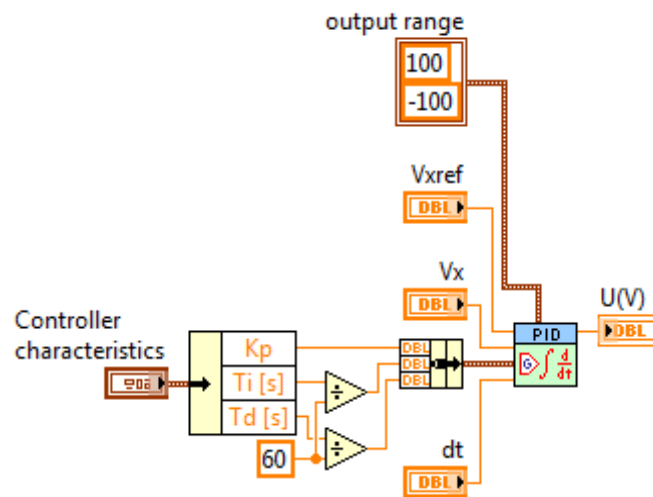 output range
100
-100
Vxref
DBL
Vx
DBL
U(V)
DBL
PID
G ∫ d/dt
Controller
characteristics
Kp
Ti [s]
Td [s]
DBL
DBL
DBL
÷
÷
60
dt
DBL